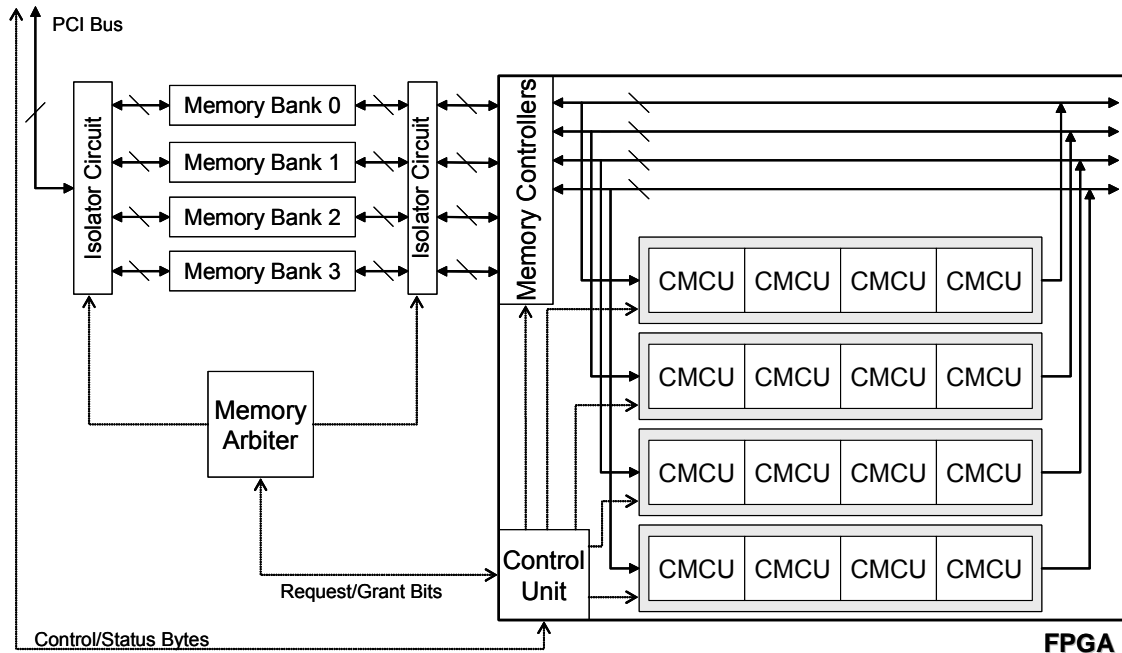 PCI Bus
Isolator Circuit
Memory Bank 0
Memory Bank 1
Memory Bank 2
Memory Bank 3
Isolator Circuit
Memory Controllers
CMCU CMCU CMCU CMCU
CMCU CMCU CMCU CMCU
CMCU CMCU CMCU CMCU
CMCU CMCU CMCU CMCU
Memory
Arbiter
Control
Unit
Request/Grant Bits
Control/Status Bytes
FPGA